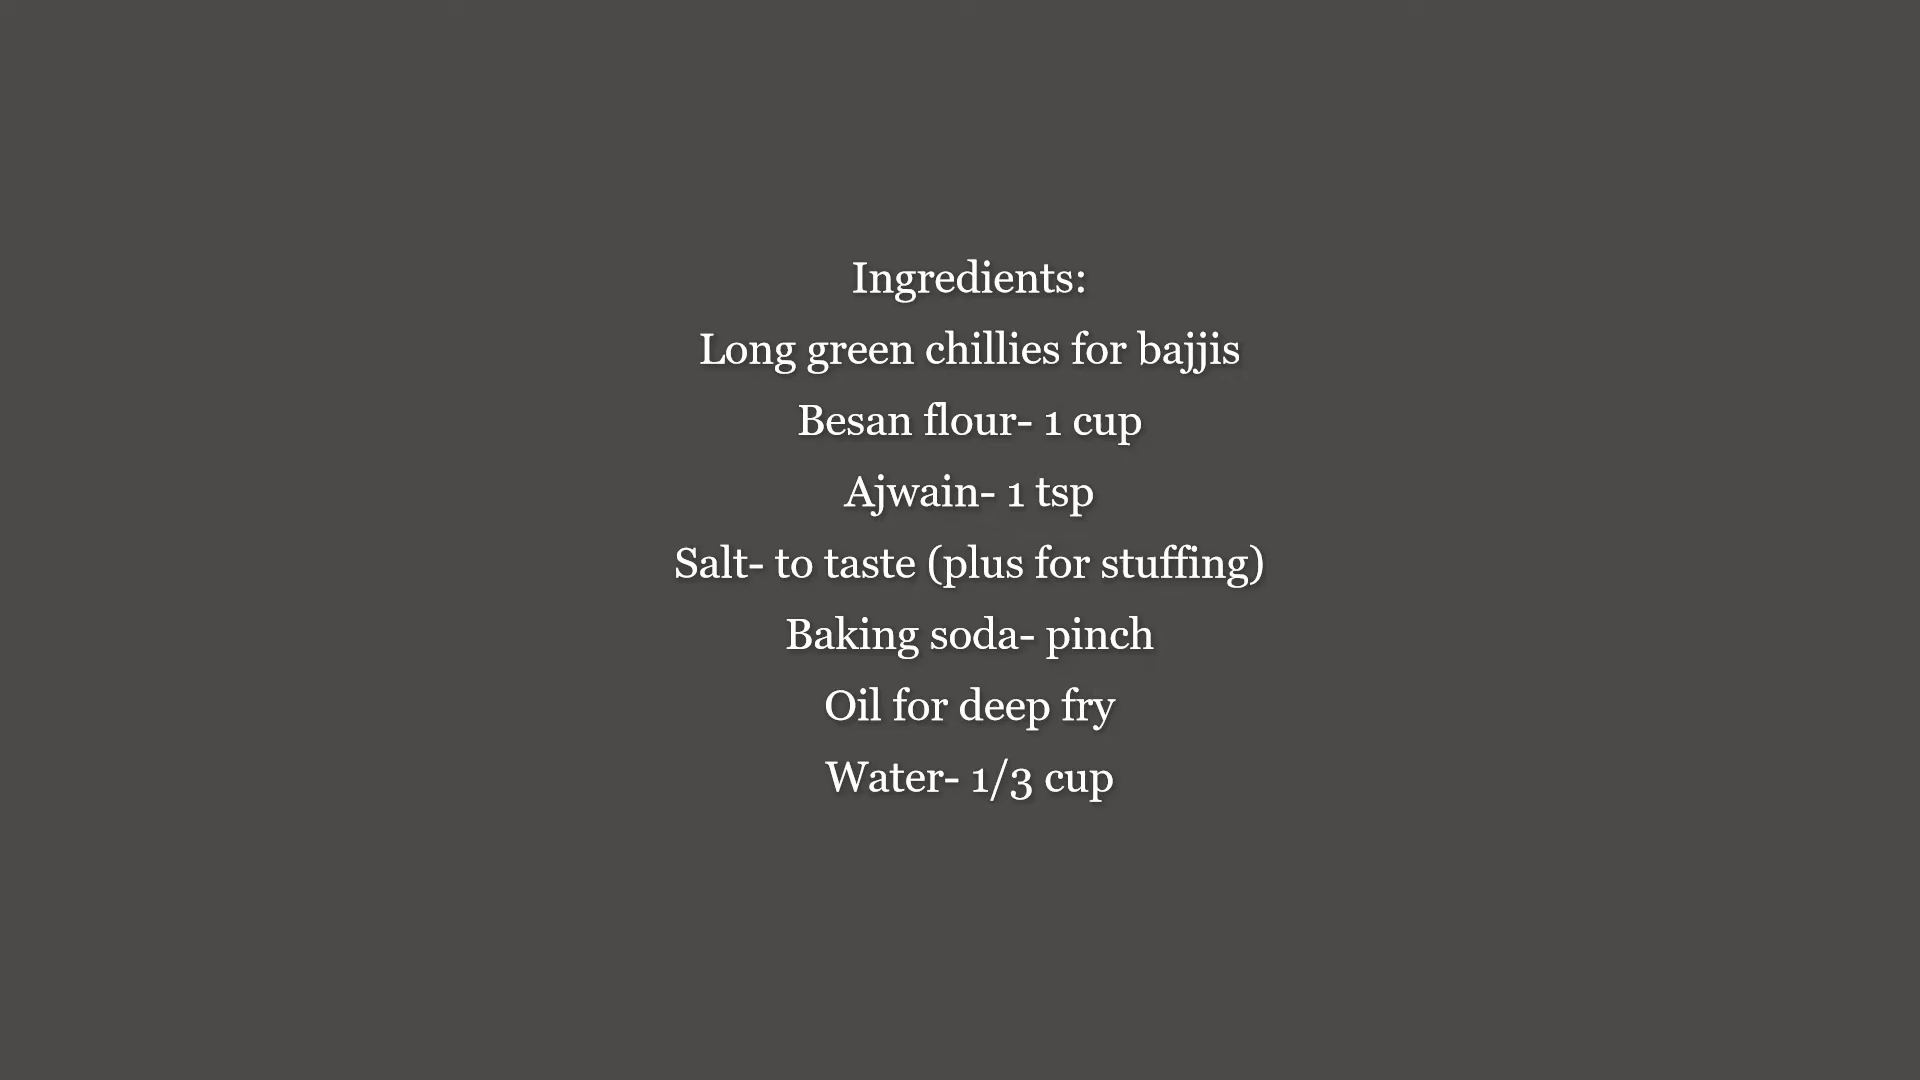 Ingredients:
Long green chillies for bajjis
Besan flour- 1 cup
Ajwain- 1 tsp
Salt- to taste (plus for stuffing)
Baking soda- pinch
Oil for deep fry
Water- 1/3 cup